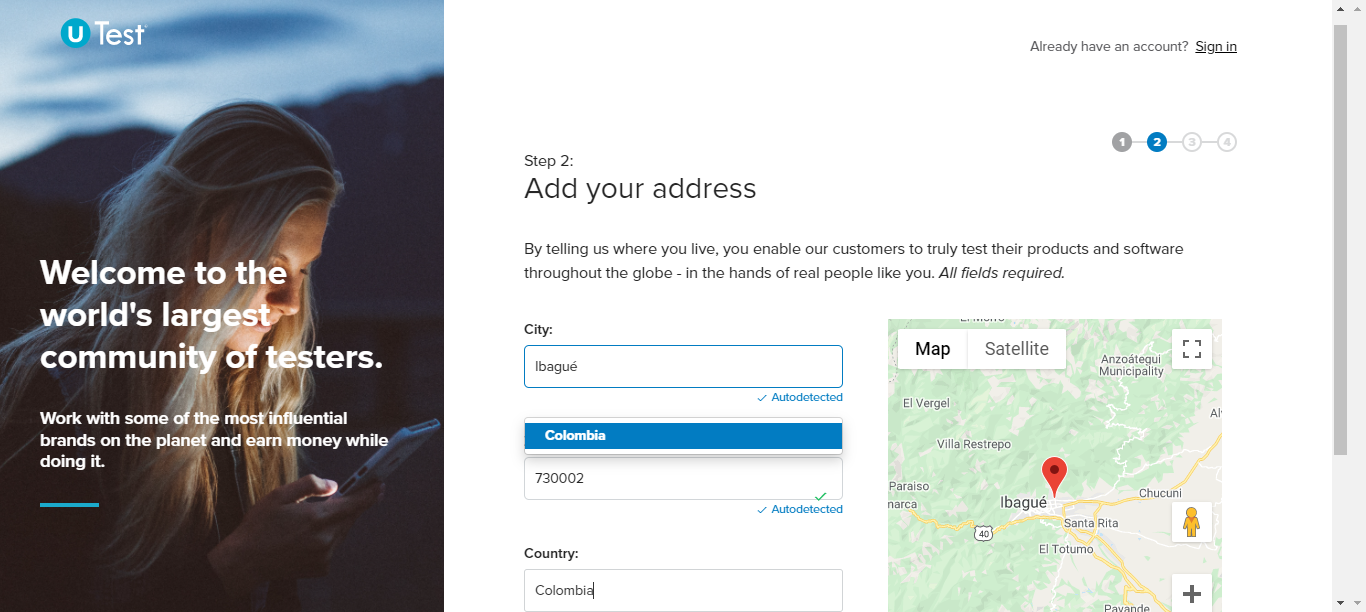 U Test
Already have an account? Sign in
1 2 3 4
Step 2:
Add your address
By telling us where you live, you enable our customers to truly test their products and software
throughout the globe - in the hands of real people like you. All fields required.
Welcome to the
world's largest
community of testers.
Work with some of the most influential
brands on the planet and earn money while
doing it.
City:
Ibagué
Autodetected
Colombia
730002
Autodetected
Country:
Colombia
Map
Satellite
Anzoátegui
Municipality
El Vergel
Villa Restrepo
Paraiso
Ibagué
Chucuni
Santa Rita
40
El Totumo